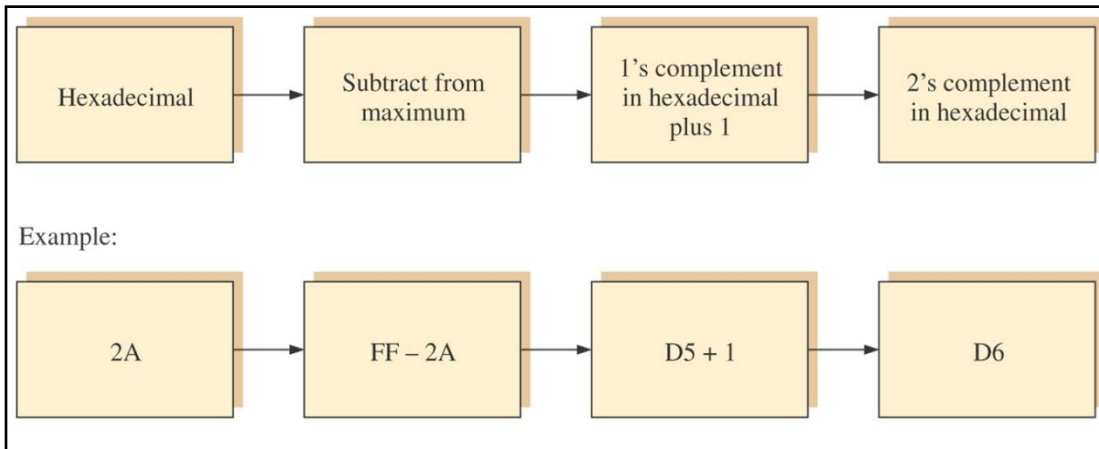 Hexadecimal
Subtract from
maximum
1’s complement
in hexadecimal
plus 1
2’s complement
in hexadecimal
Example:
2A
FF – 2A
D5 + 1
D6